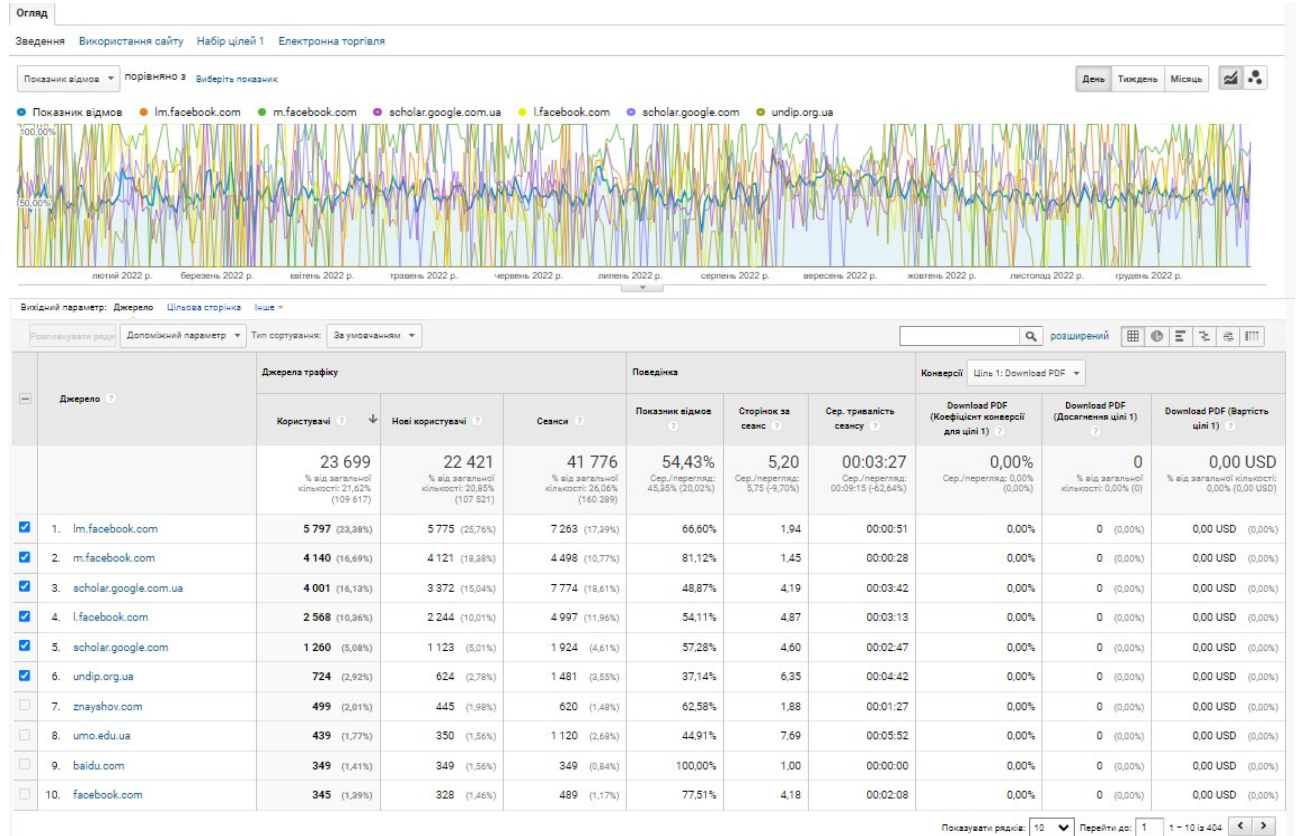 Огляд
Зведення Використання сайту Набір цілей 1 Електронна торгівля
Показник відмов порівняно з Виберіть показник День Тиждень Місяць
Показник відмов lm.facebook.com m.facebook.com scholar.google.com.ua l.facebook.com scholar.google.com undip.org.ua
100,00%
50,00%
лютий 2022 р. березень 2022 р. квітень 2022 р. травень 2022 р. червень 2022 р. липень 2022 р. серпень 2022 р. вересень 2022 р. жовтень 2022 р. листопад 2022 р. грудень 2022 р.
Вихідний параметр: Джерело Цільова сторінка Інше
Розпланувати ряди Допоміжний параметр Тип сортування: За умовчанням розширений
Джерело ? Джерела трафіку Поведінка Конверсії Ціль 1: Download PDF
Користувачі ? Нові користувачі ? Сеанси ? Показник відмов ? Сторінок за сеанс ? Сер. тривалість сеансу ? Download PDF (Коефіцієнт конверсії для цілі 1) ? Download PDF (Досягнення цілі 1) ? Download PDF (Вартість цілі 1) ?
23 699 22 421 41 776 54,43% 5,20 00:03:27 0,00% 0 0,00 USD
% від загальної кількості: 21,62% (109 617) % від загальної кількості: 20,85% (107 521) % від загальної кількості: 26,06% (160 289) Сер./перегляд: 45,35% (20,02%) Сер./перегляд: 5,75 (-9,70%) Сер./перегляд: 00:09:15 (-62,64%) Сер./перегляд: 0,00% (0,00%) % від загальної кількості: 0,00% (0) % від загальної кількості: 0,00% (0,00 USD)
1. lm.facebook.com 5 797 (23,38%) 5 775 (25,76%) 7 263 (17,39%) 66,60% 1,94 00:00:51 0,00% 0 (0,00%) 0,00 USD (0,00%)
2. m.facebook.com 4 140 (16,69%) 4 121 (18,38%) 4 498 (10,77%) 81,12% 1,45 00:00:28 0,00% 0 (0,00%) 0,00 USD (0,00%)
3. scholar.google.com.ua 4 001 (16,13%) 3 372 (15,04%) 7 774 (18,61%) 48,87% 4,19 00:03:42 0,00% 0 (0,00%) 0,00 USD (0,00%)
4. l.facebook.com 2 568 (10,36%) 2 244 (10,01%) 4 997 (11,96%) 54,11% 4,87 00:03:13 0,00% 0 (0,00%) 0,00 USD (0,00%)
5. scholar.google.com 1 260 (5,08%) 1 123 (5,01%) 1 924 (4,61%) 57,28% 4,60 00:02:47 0,00% 0 (0,00%) 0,00 USD (0,00%)
6. undip.org.ua 724 (2,92%) 624 (2,78%) 1 481 (3,55%) 37,14% 6,35 00:04:42 0,00% 0 (0,00%) 0,00 USD (0,00%)
7. znayshov.com 499 (2,01%) 445 (1,98%) 620 (1,48%) 62,58% 1,88 00:01:27 0,00% 0 (0,00%) 0,00 USD (0,00%)
8. umo.edu.ua 439 (1,77%) 350 (1,56%) 1 120 (2,68%) 44,91% 7,69 00:05:52 0,00% 0 (0,00%) 0,00 USD (0,00%)
9. baidu.com 349 (1,41%) 349 (1,56%) 349 (0,84%) 100,00% 1,00 00:00:00 0,00% 0 (0,00%) 0,00 USD (0,00%)
10. facebook.com 345 (1,39%) 328 (1,46%) 489 (1,17%) 77,51% 4,18 00:02:08 0,00% 0 (0,00%) 0,00 USD (0,00%)
Показувати рядків: 10 Перейти до: 1 1 – 10 із 404